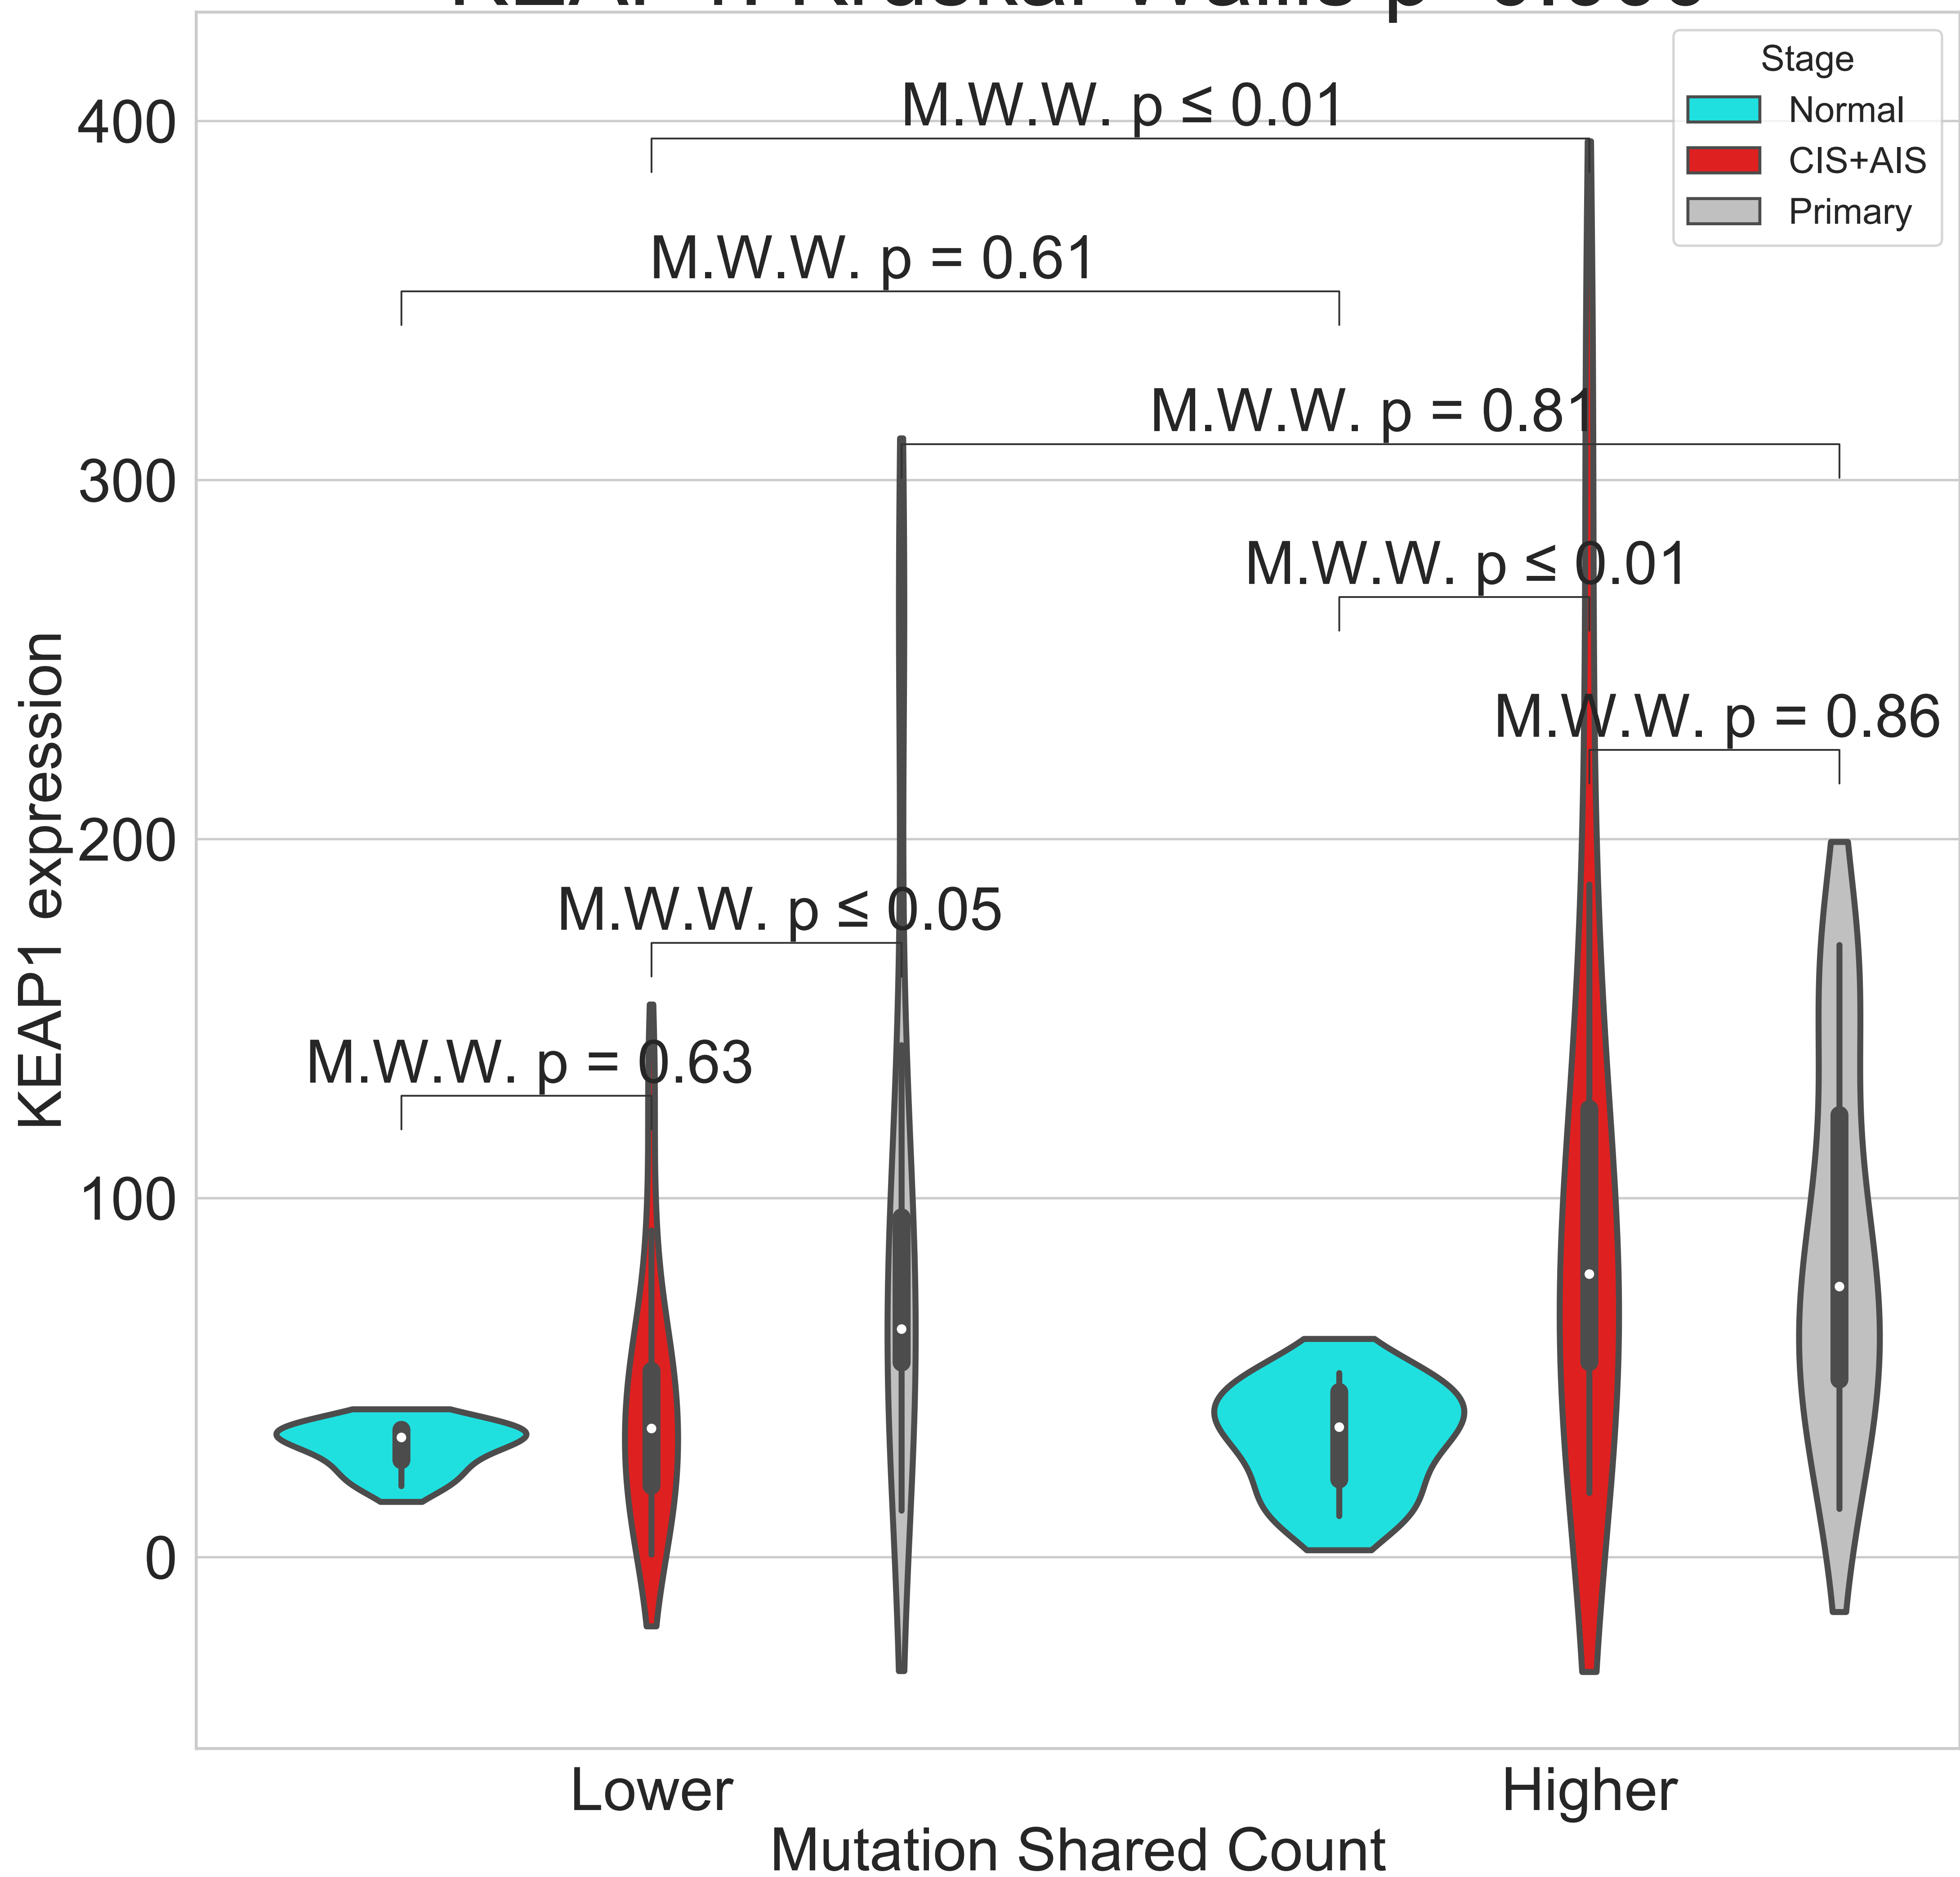 Stage
Normal
CIS+AIS
Primary
M.W.W. p ≤ 0.01
M.W.W. p = 0.61
M.W.W. p = 0.81
M.W.W. p ≤ 0.01
M.W.W. p = 0.86
M.W.W. p ≤ 0.05
M.W.W. p = 0.63
400
300
200
100
0
KEAP1 expression
Lower
Higher
Mutation Shared Count